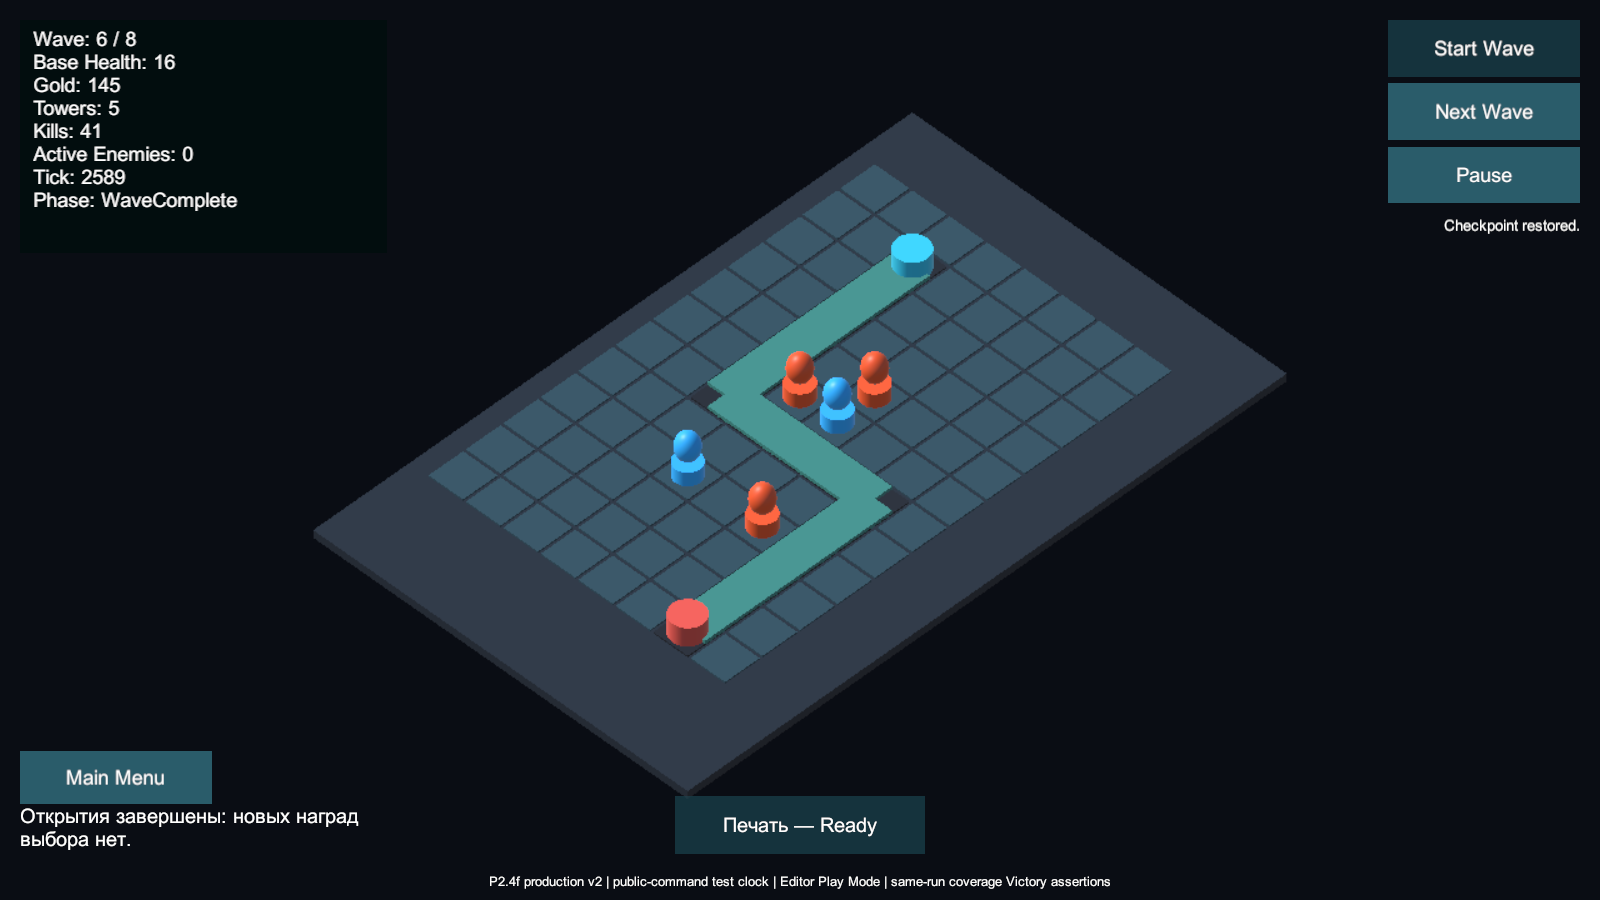 Wave: 6 / 8
Base Health: 16
Gold: 145
Towers: 5
Kills: 41
Active Enemies: 0
Tick: 2589
Phase: WaveComplete
Start Wave
Next Wave
Pause
Checkpoint restored.
Main Menu
Открытия завершены: новых наград
выбора нет.
Печать — Ready
P2.4f production v2 | public-command test clock | Editor Play Mode | same-run coverage Victory assertions